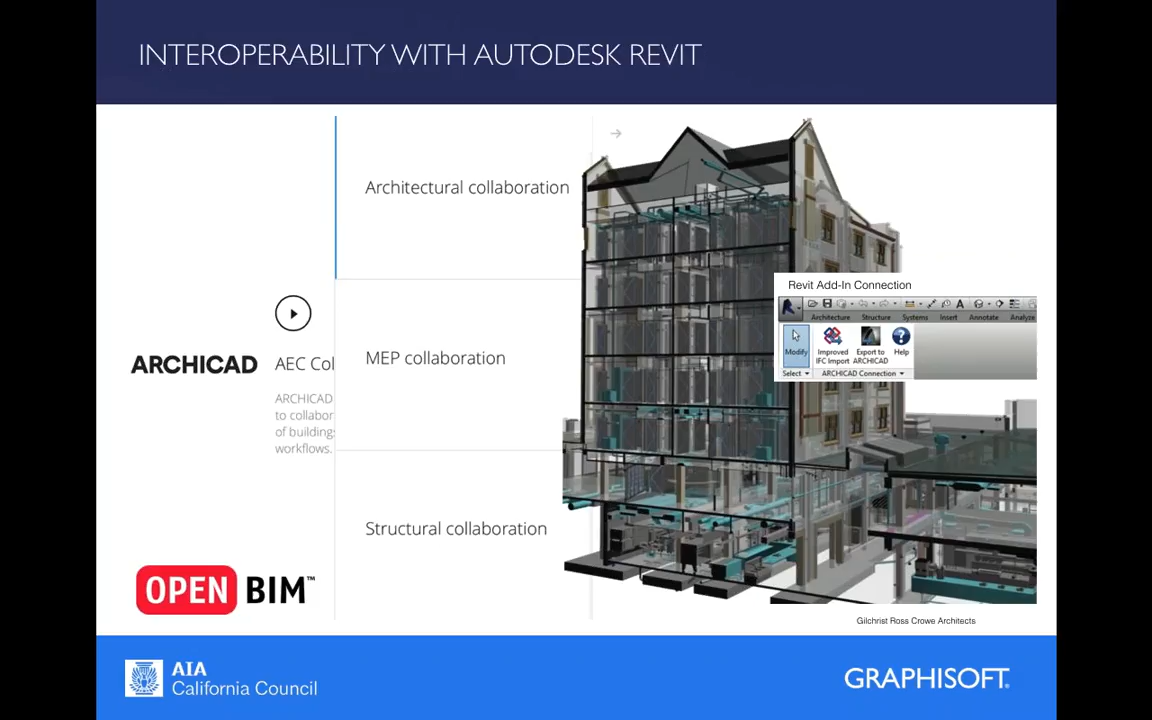 INTEROPERABILITY WITH AUTODESK REVIT
Architectural collaboration
MEP collaboration
Structural collaboration
ARCHICAD
AEC Col
ARCHICAD
to collabor
of building
workflows.
OPEN BIM™
Revit Add-In Connection
Architecture Structure Systems Insert Annotate Analyze
Modify
Improved
IFC Import
Export to
ARCHICAD
Help
Select
ARCHICAD Connection
Gilchrist Ross Crowe Architects
AIA
California Council
GRAPHISOFT®